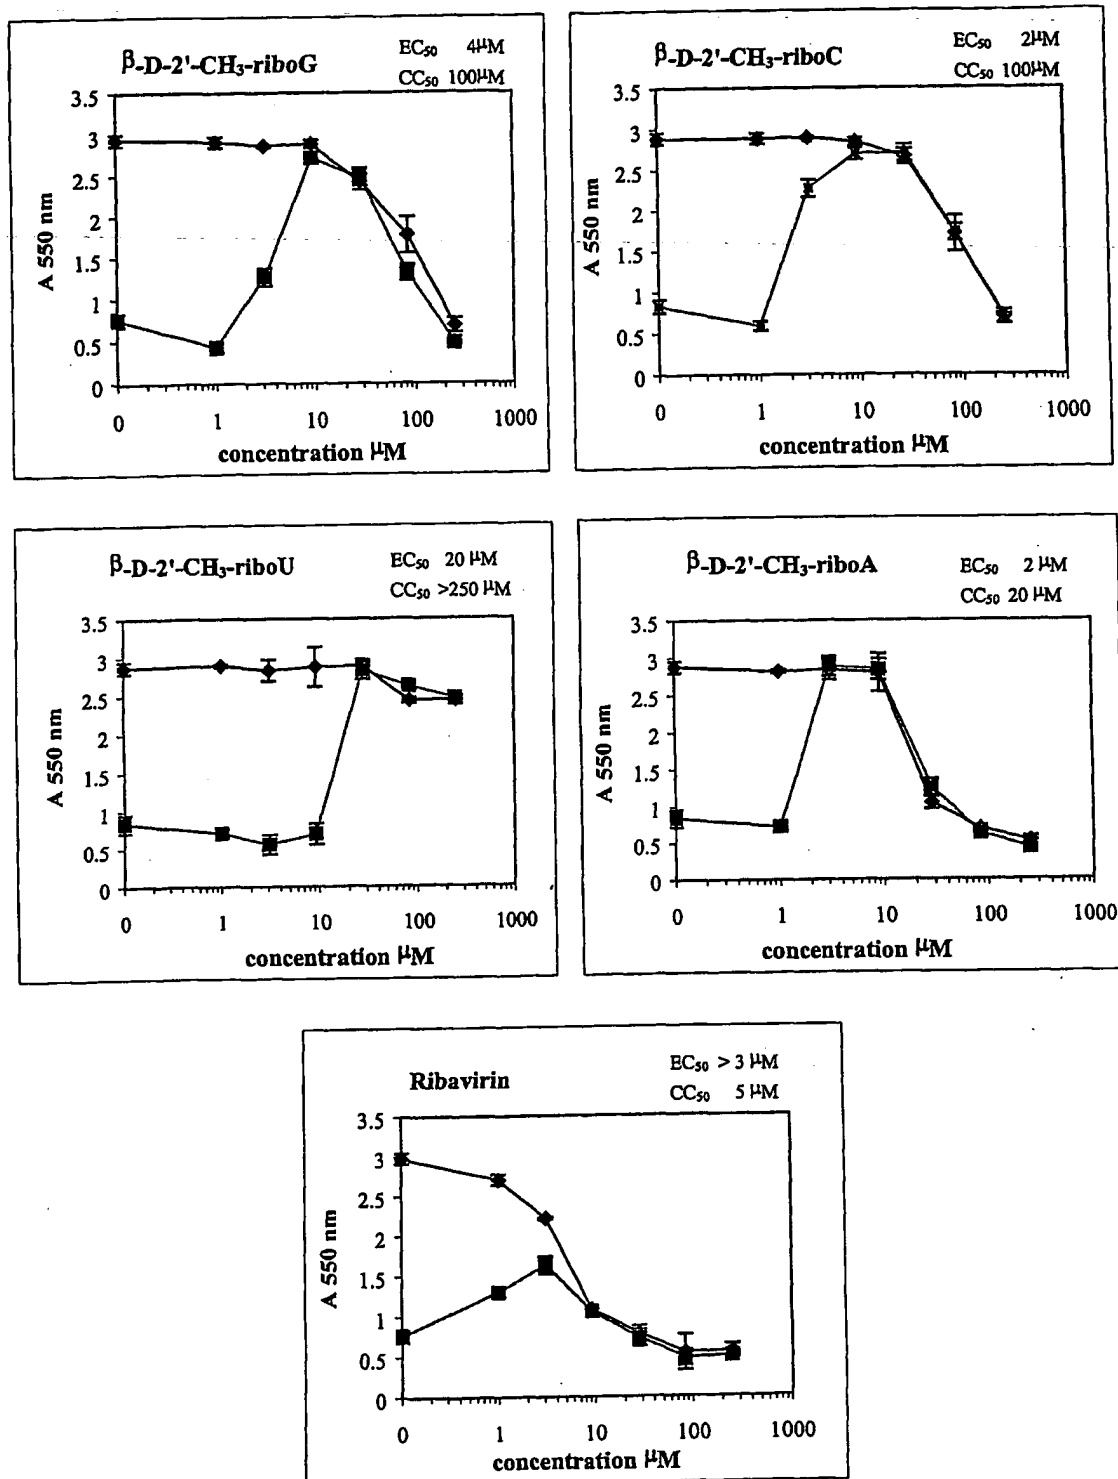 β-D-2'-CH₃-riboG
EC₅₀ 4μM
CC₅₀ 100μM
3.5
3
2.5
2
1.5
1
0.5
0
A 550 nm
0 1 10 100 1000
concentration μM
β-D-2'-CH₃-riboC
EC₅₀ 2μM
CC₅₀ 100μM
3.5
3
2.5
2
1.5
1
0.5
0
A 550 nm
0 1 10 100 1000
concentration μM
β-D-2'-CH₃-riboU
EC₅₀ 20 μM
CC₅₀ >250 μM
3.5
3
2.5
2
1.5
1
0.5
0
A 550 nm
0 1 10 100 1000
concentration μM
β-D-2'-CH₃-riboA
EC₅₀ 2 μM
CC₅₀ 20 μM
3.5
3
2.5
2
1.5
1
0.5
0
A 550 nm
0 1 10 100 1000
concentration μM
Ribavirin
EC₅₀ > 3 μM
CC₅₀ 5 μM
3.5
3
2.5
2
1.5
1
0.5
0
A 550 nm
0 1 10 100 1000
concentration μM